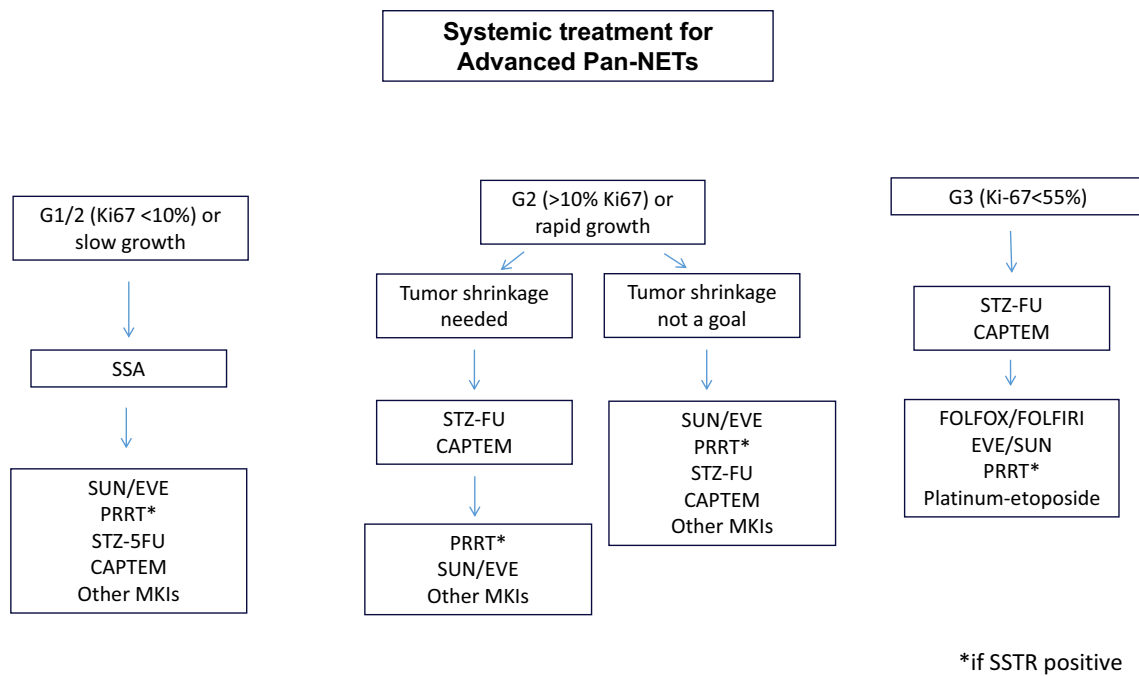 Systemic treatment for
Advanced Pan-NETs
G1/2 (Ki67 <10%) or
slow growth
SSA
SUN/EVE
PRRT*
STZ-5FU
CAPTEM
Other MKIs
G2 (>10% Ki67) or
rapid growth
Tumor shrinkage
needed
STZ-FU
CAPTEM
PRRT*
SUN/EVE
Other MKIs
Tumor shrinkage
not a goal
SUN/EVE
PRRT*
STZ-FU
CAPTEM
Other MKIs
G3 (Ki-67<55%)
STZ-FU
CAPTEM
FOLFOX/FOLFIRI
EVE/SUN
PRRT*
Platinum-etoposide
*if SSTR positive